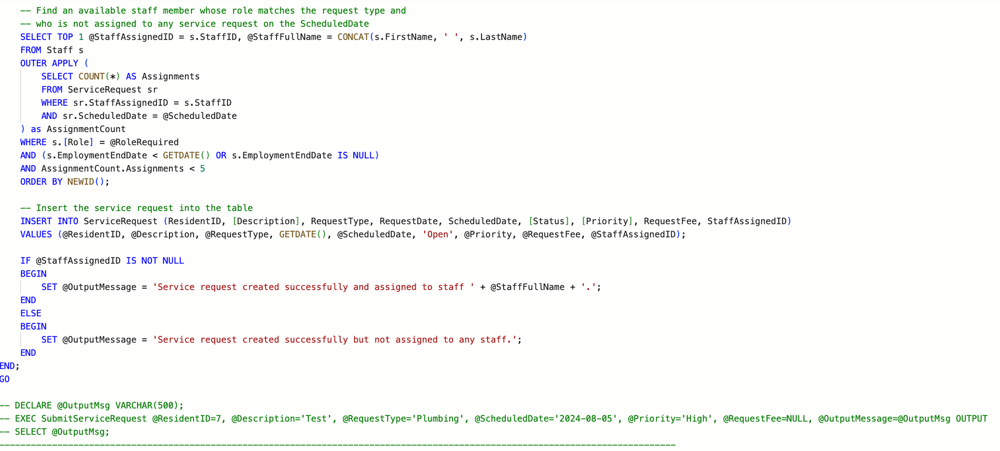 -- Find an available staff member whose role matches the request type and
-- who is not assigned to any service request on the ScheduledDate
SELECT TOP 1 @StaffAssignedID = s.StaffID, @StaffFullName = CONCAT(s.FirstName, ' ', s.LastName)
FROM Staff s
OUTER APPLY (
SELECT COUNT(*) AS Assignments
FROM ServiceRequest sr
WHERE sr.StaffAssignedID = s.StaffID
AND sr.ScheduledDate = @ScheduledDate
) as AssignmentCount
WHERE s.[Role] = @RoleRequired
AND (s.EmploymentEndDate < GETDATE() OR s.EmploymentEndDate IS NULL)
AND AssignmentCount.Assignments < 5
ORDER BY NEWID();
-- Insert the service request into the table
INSERT INTO ServiceRequest (ResidentID, [Description], RequestType, RequestDate, ScheduledDate, [Status], [Priority], RequestFee, StaffAssignedID)
VALUES (@ResidentID, @Description, @RequestType, GETDATE(), @ScheduledDate, 'Open', @Priority, @RequestFee, @StaffAssignedID);
IF @StaffAssignedID IS NOT NULL
BEGIN
SET @OutputMessage = 'Service request created successfully and assigned to staff ' + @StaffFullName + '.';
END
ELSE
BEGIN
SET @OutputMessage = 'Service request created successfully but not assigned to any staff.';
END
END;
GO
-- DECLARE @OutputMsg VARCHAR(500);
-- EXEC SubmitServiceRequest @ResidentID=7, @Description='Test', @RequestType='Plumbing', @ScheduledDate='2024-08-05', @Priority='High', @RequestFee=NULL, @OutputMessage=@OutputMsg OUTPUT
-- SELECT @OutputMsg;